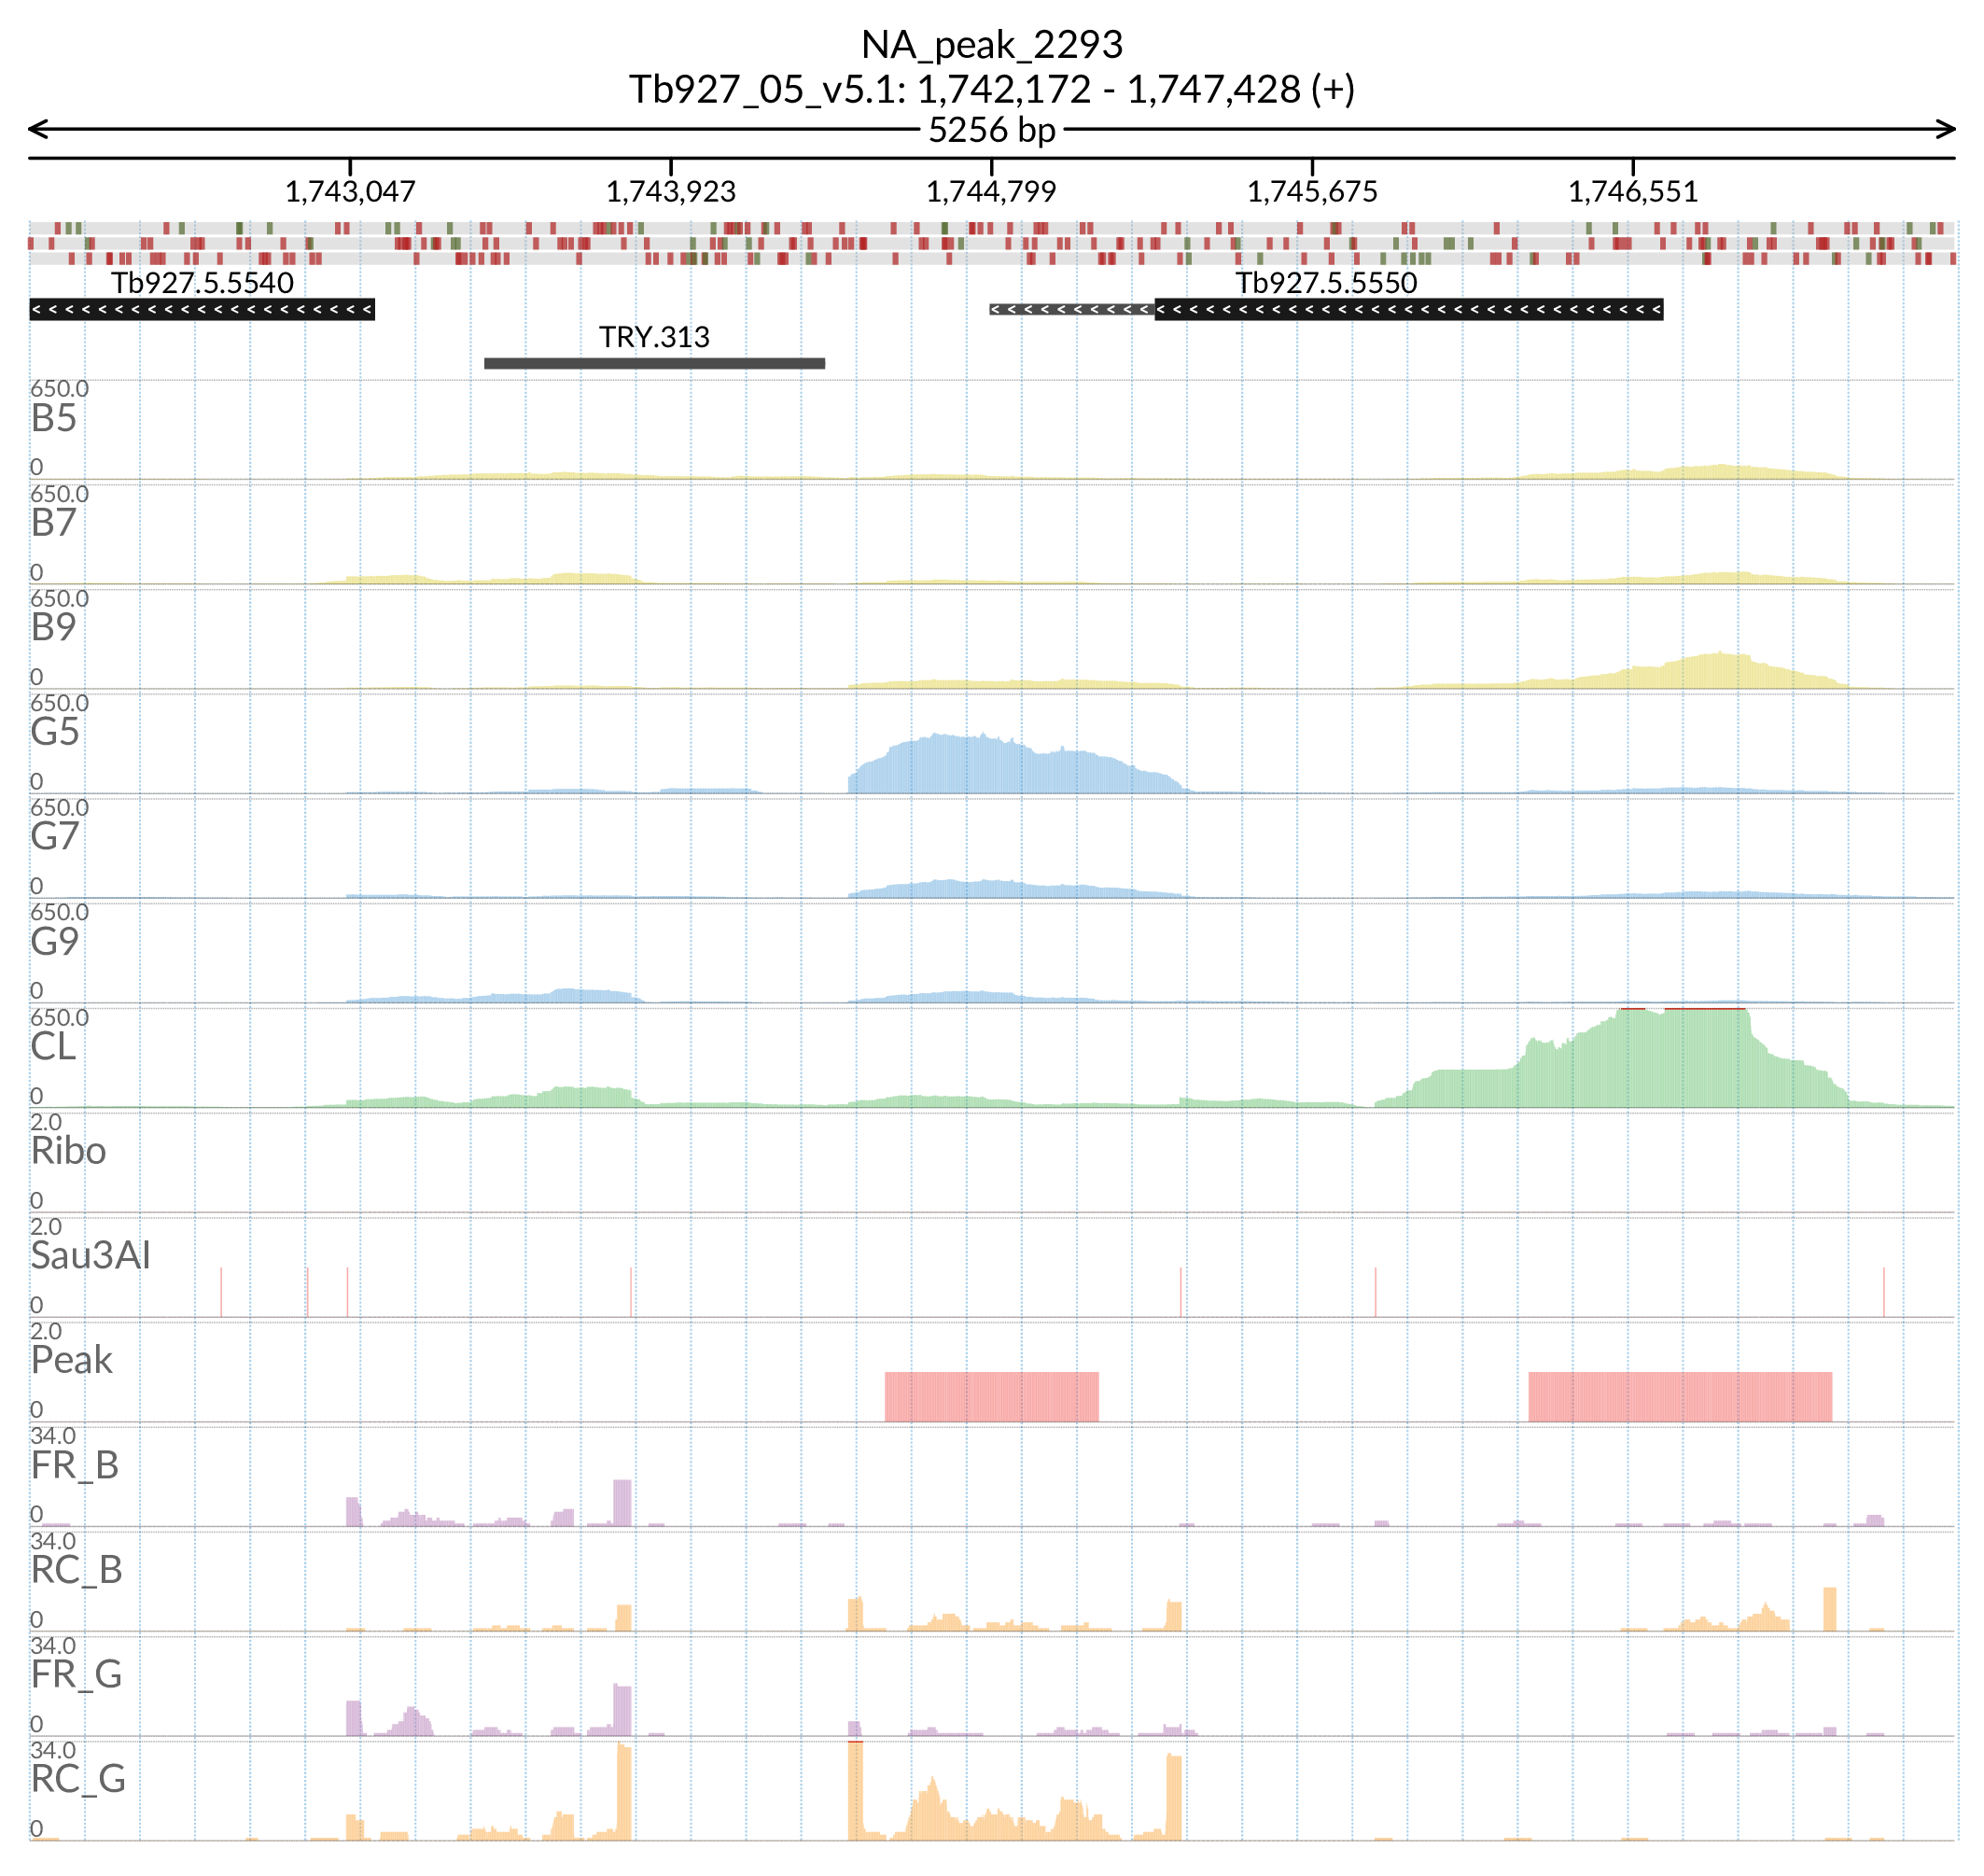 NA_peak_2293
Tb927_05_v5.1: 1,742,172 - 1,747,428 (+)
5256 bp
1,743,047 1,743,923 1,744,799 1,745,675 1,746,551
Tb927.5.5540 Tb927.5.5550
TRY.313
650.0
B5
0
650.0
B7
0
650.0
B9
0
650.0
G5
0
650.0
G7
0
650.0
G9
0
650.0
CL
0
2.0
Ribo
0
2.0
Sau3AI
0
2.0
Peak
0
34.0
FR_B
0
34.0
RC_B
0
34.0
FR_G
0
34.0
RC_G
0